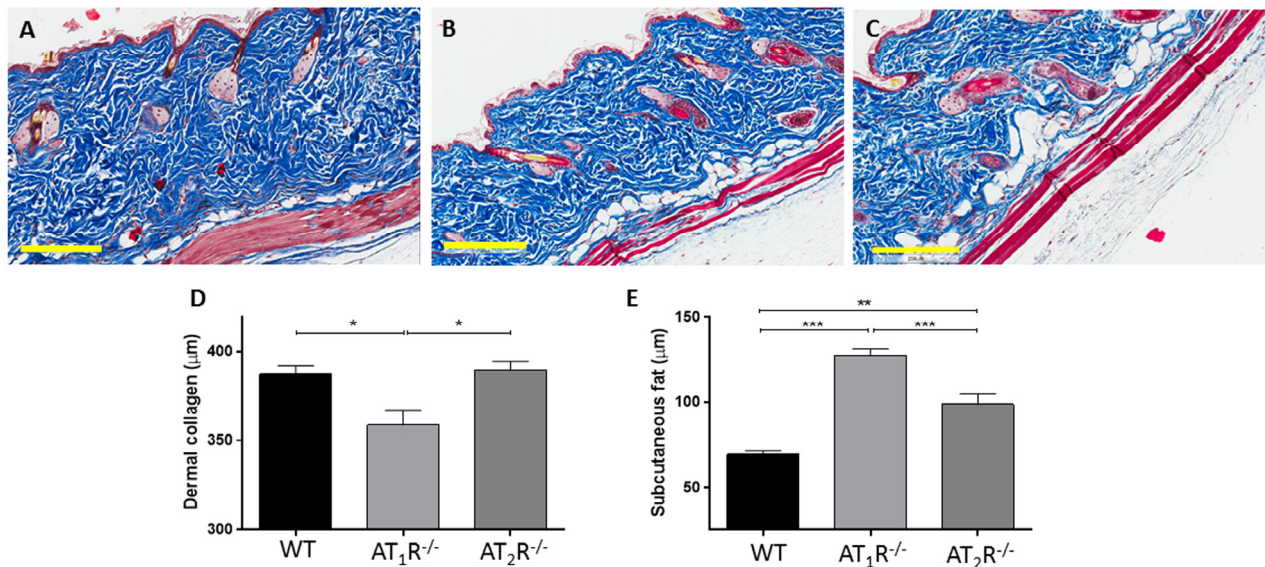 A
B
C
D
E
Dermal collagen (μm)
400
350
300
*
*
WT
AT₁R⁻/⁻
AT₂R⁻/⁻
Subcutaneous fat (μm)
150
100
50
**
***
***
WT
AT₁R⁻/⁻
AT₂R⁻/⁻